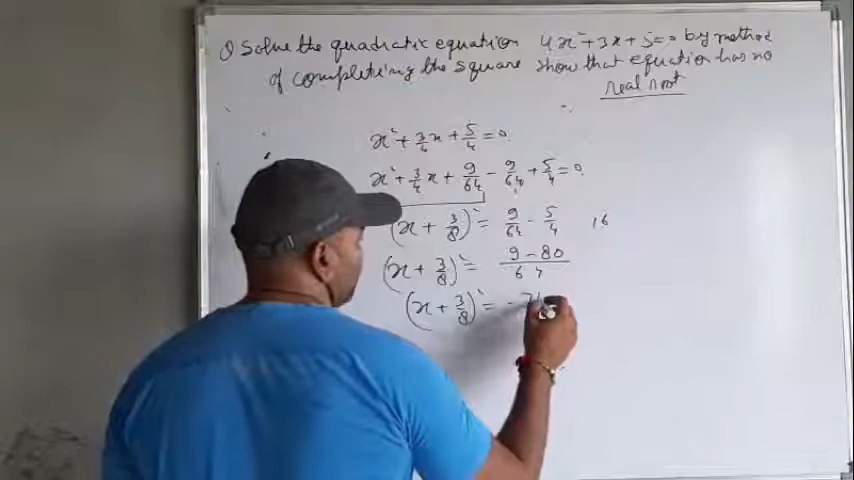 Q Solve the quadratic equation 4x²+3x+5=0 by method
of completing the square show that equation has no
real root
x² + 3/4 x + 5/4 = 0
x² + 3/4 x + 9/64 - 9/64 + 5/4 = 0
(x + 3/8)² = 9/64 - 5/4 16
(x + 3/8)² = 9-80/64
(x + 3/8)² = -71